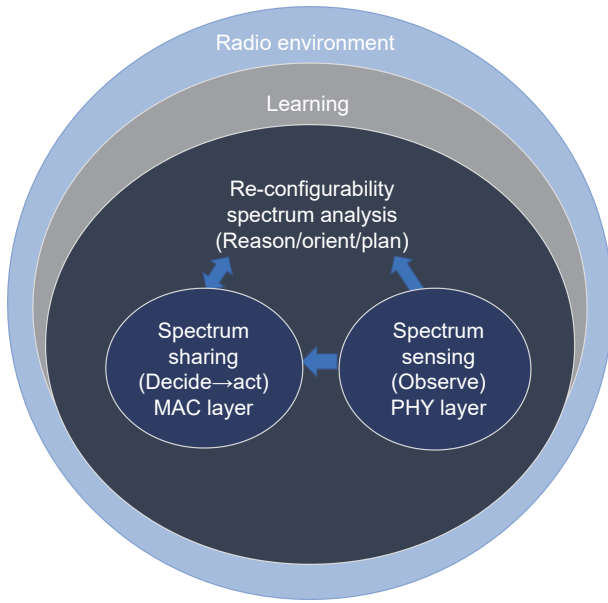 Radio environment
Learning
Re-configurability
spectrum analysis
(Reason/orient/plan)
Spectrum
sharing
(Decide→act)
MAC layer
Spectrum
sensing
(Observe)
PHY layer